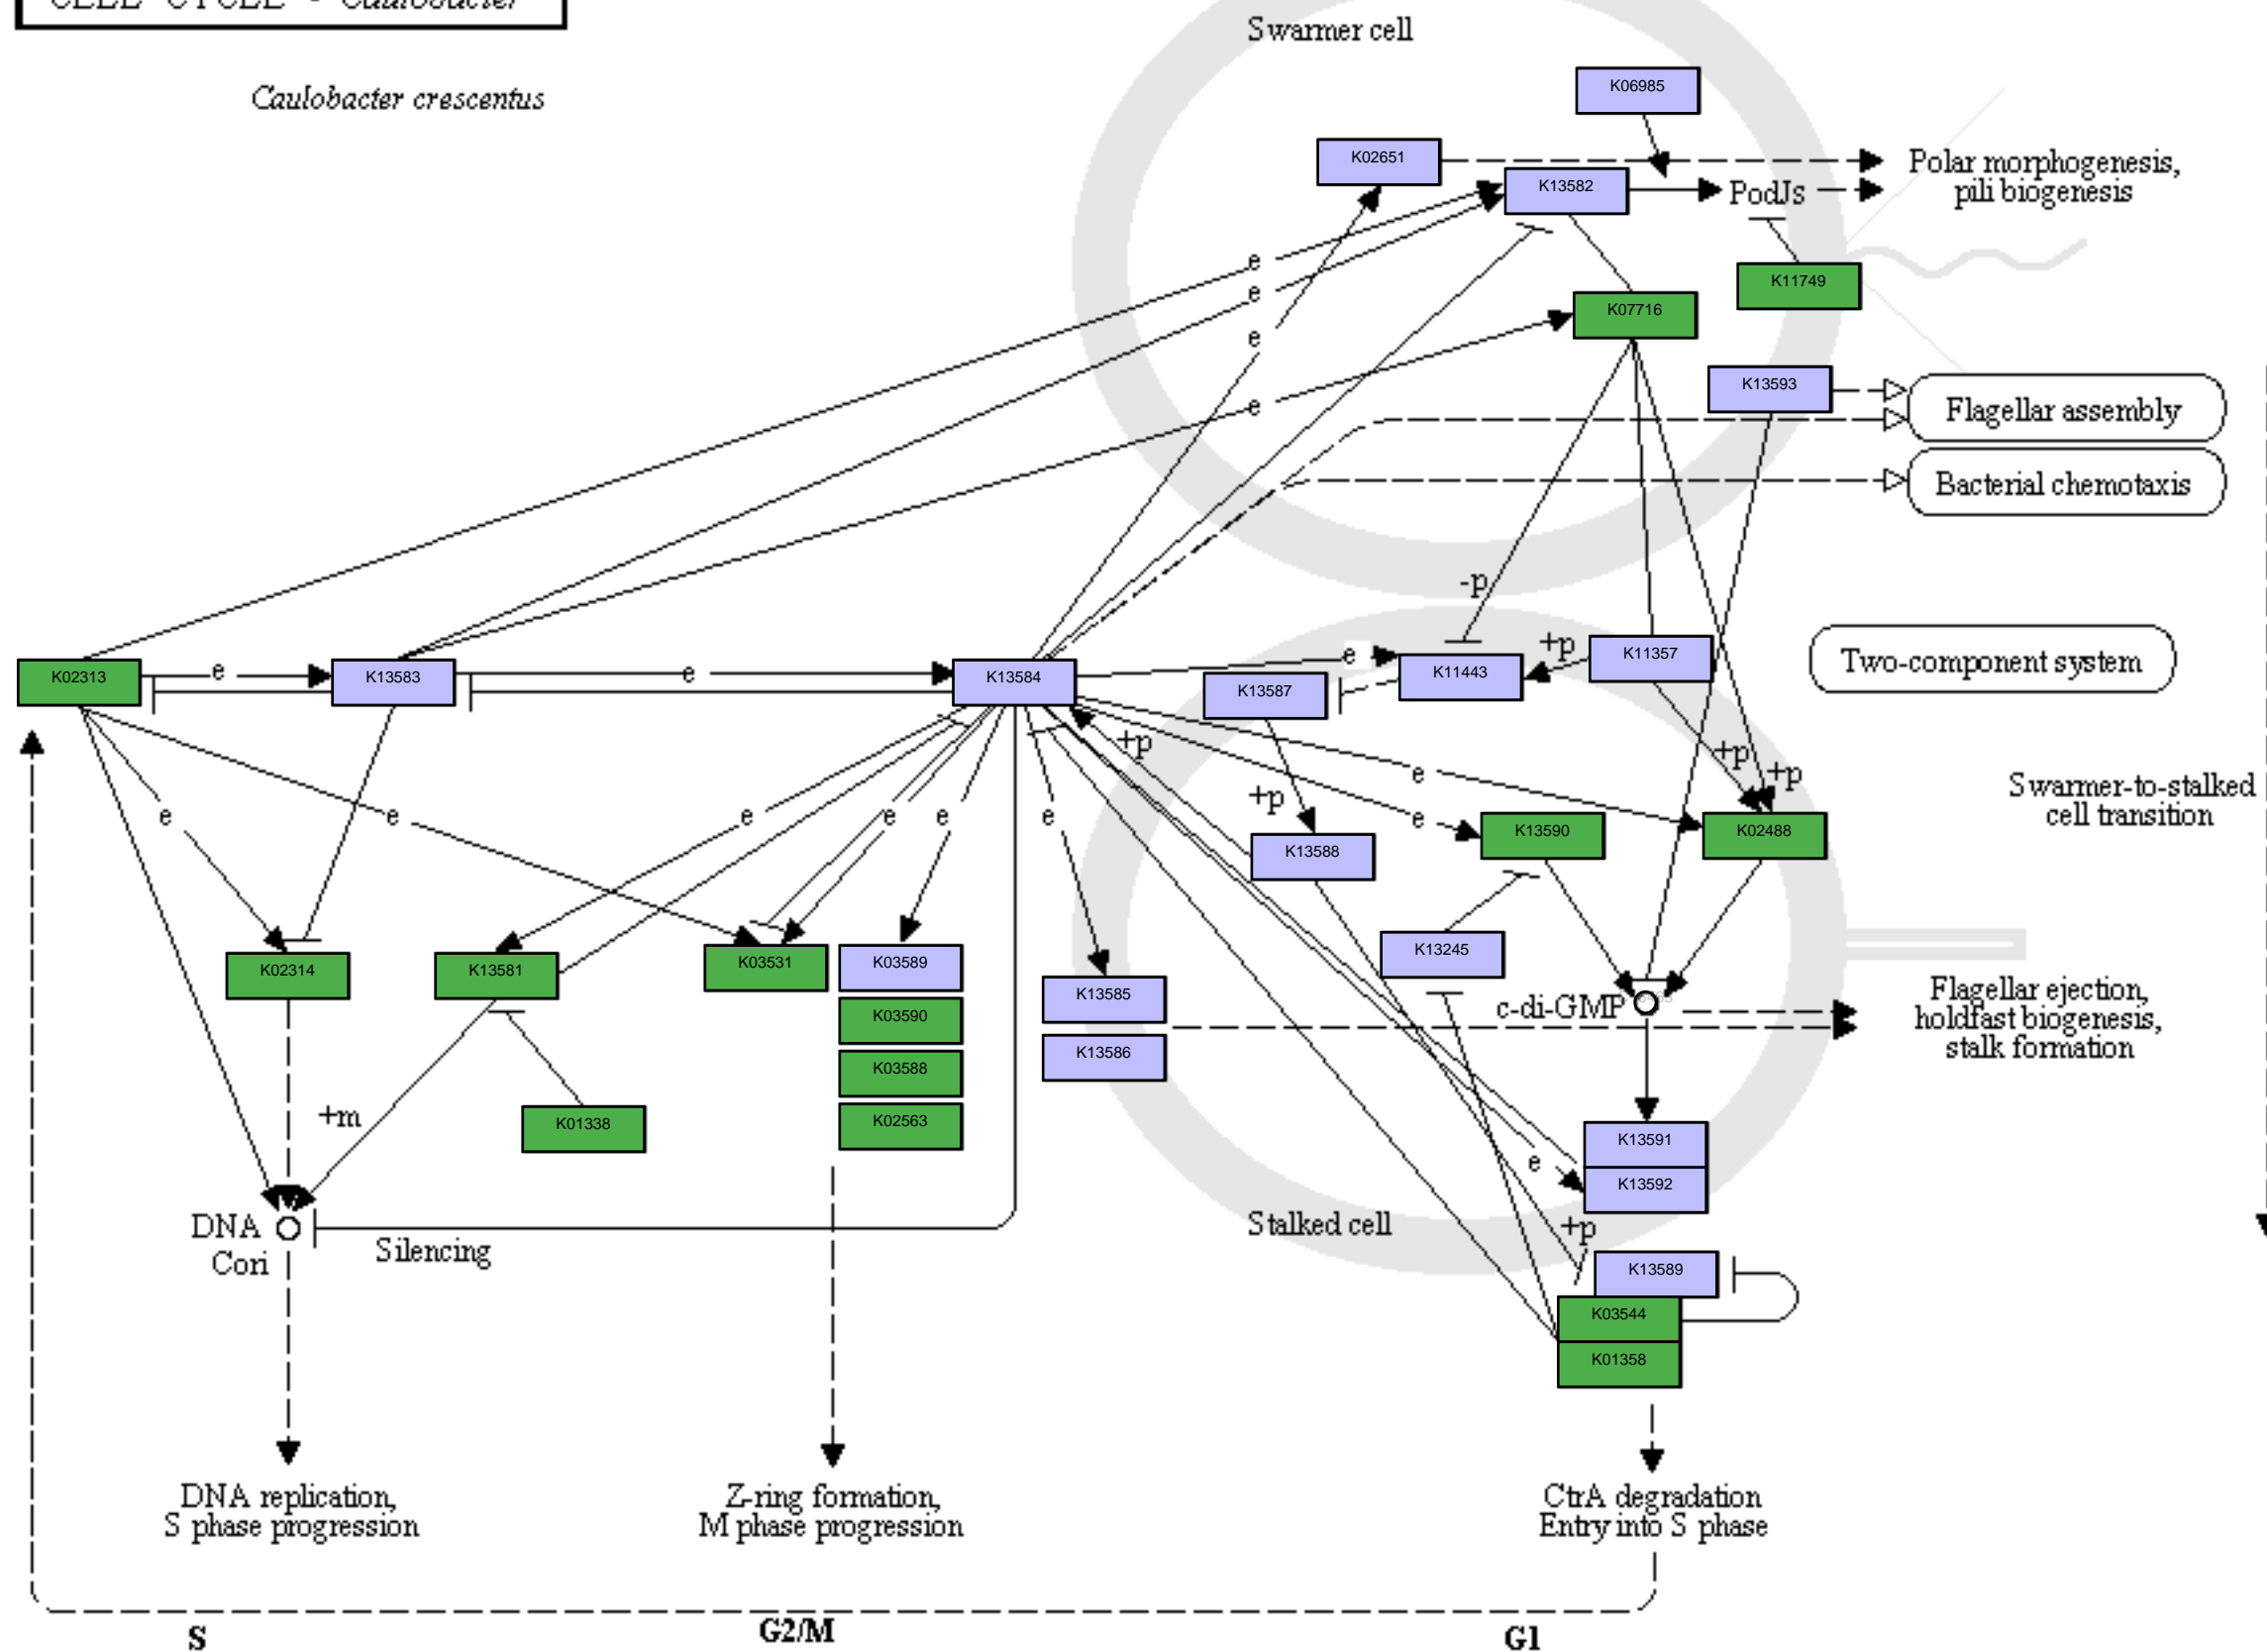 CELL CYCLE - Caulobacter
Caulobacter crescentus
Swarmer cell
K06985
K02651
K13582
PodJs
Polar morphogenesis,
pili biogenesis
K11749
K07716
e
e
e
e
K13593
Flagellar assembly
Bacterial chemotaxis
-p
+p
Two-component system
K02313
e
K13583
e
K13584
e
K13587
K11443
K11357
+p
+p
+p
Swarmer-to-stalked
cell transition
e
e
e
e
e
e
+p
e
e
K13588
K13590
K02488
K02314
K13581
K03531
K03589
K13585
K13245
K03590
K13586
c-di-GMP
Flagellar ejection,
holdfast biogenesis,
stalk formation
K03588
+m
K01338
K02563
K13591
e
K13592
DNA
Cori
Silencing
Stalked cell
+p
K13589
K03544
K01358
DNA replication,
S phase progression
Z-ring formation,
M phase progression
CtrA degradation
Entry into S phase
S
G2/M
G1